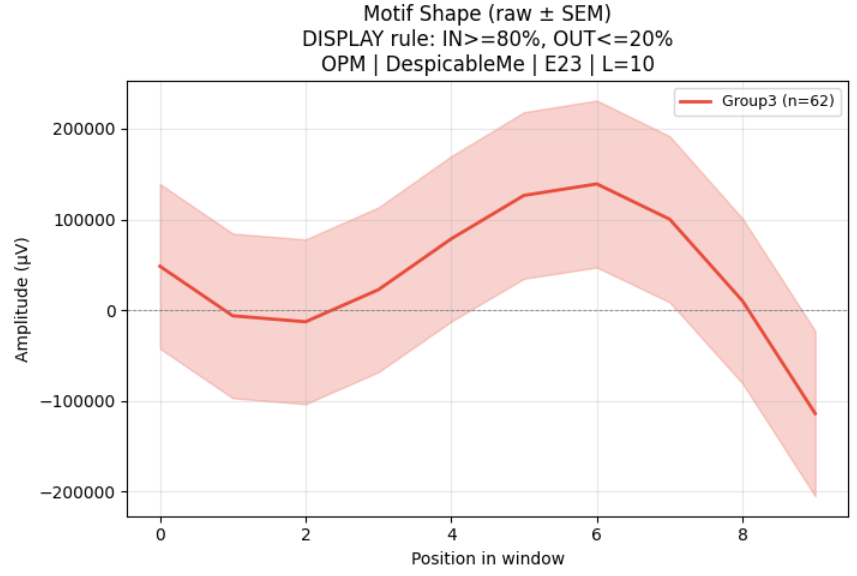 Motif Shape (raw ± SEM)
DISPLAY rule: IN>=80%, OUT<=20%
OPM | DespicableMe | E23 | L=10
Group3 (n=62)
Amplitude (µV)
200000
100000
0
−100000
−200000
0 2 4 6 8
Position in window